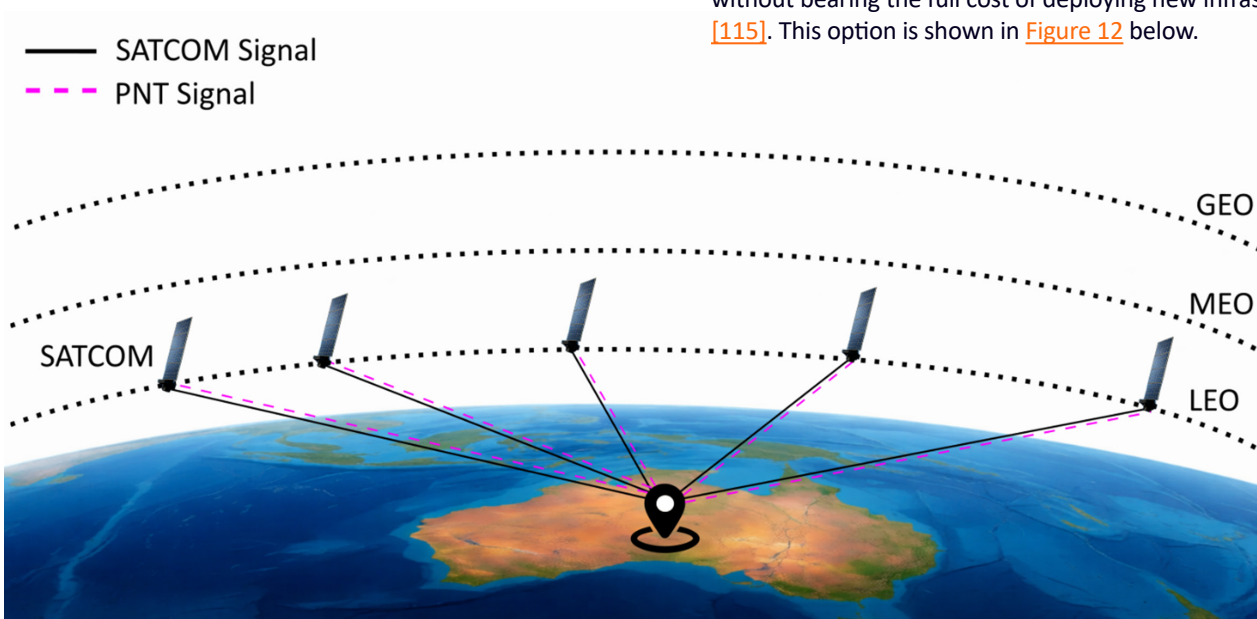 without bearing the full cost of deploying new
[115]. This option is shown in Figure 12 below.
SATCOM Signal
PNT Signal
GEO
MEO
SATCOM
LEO